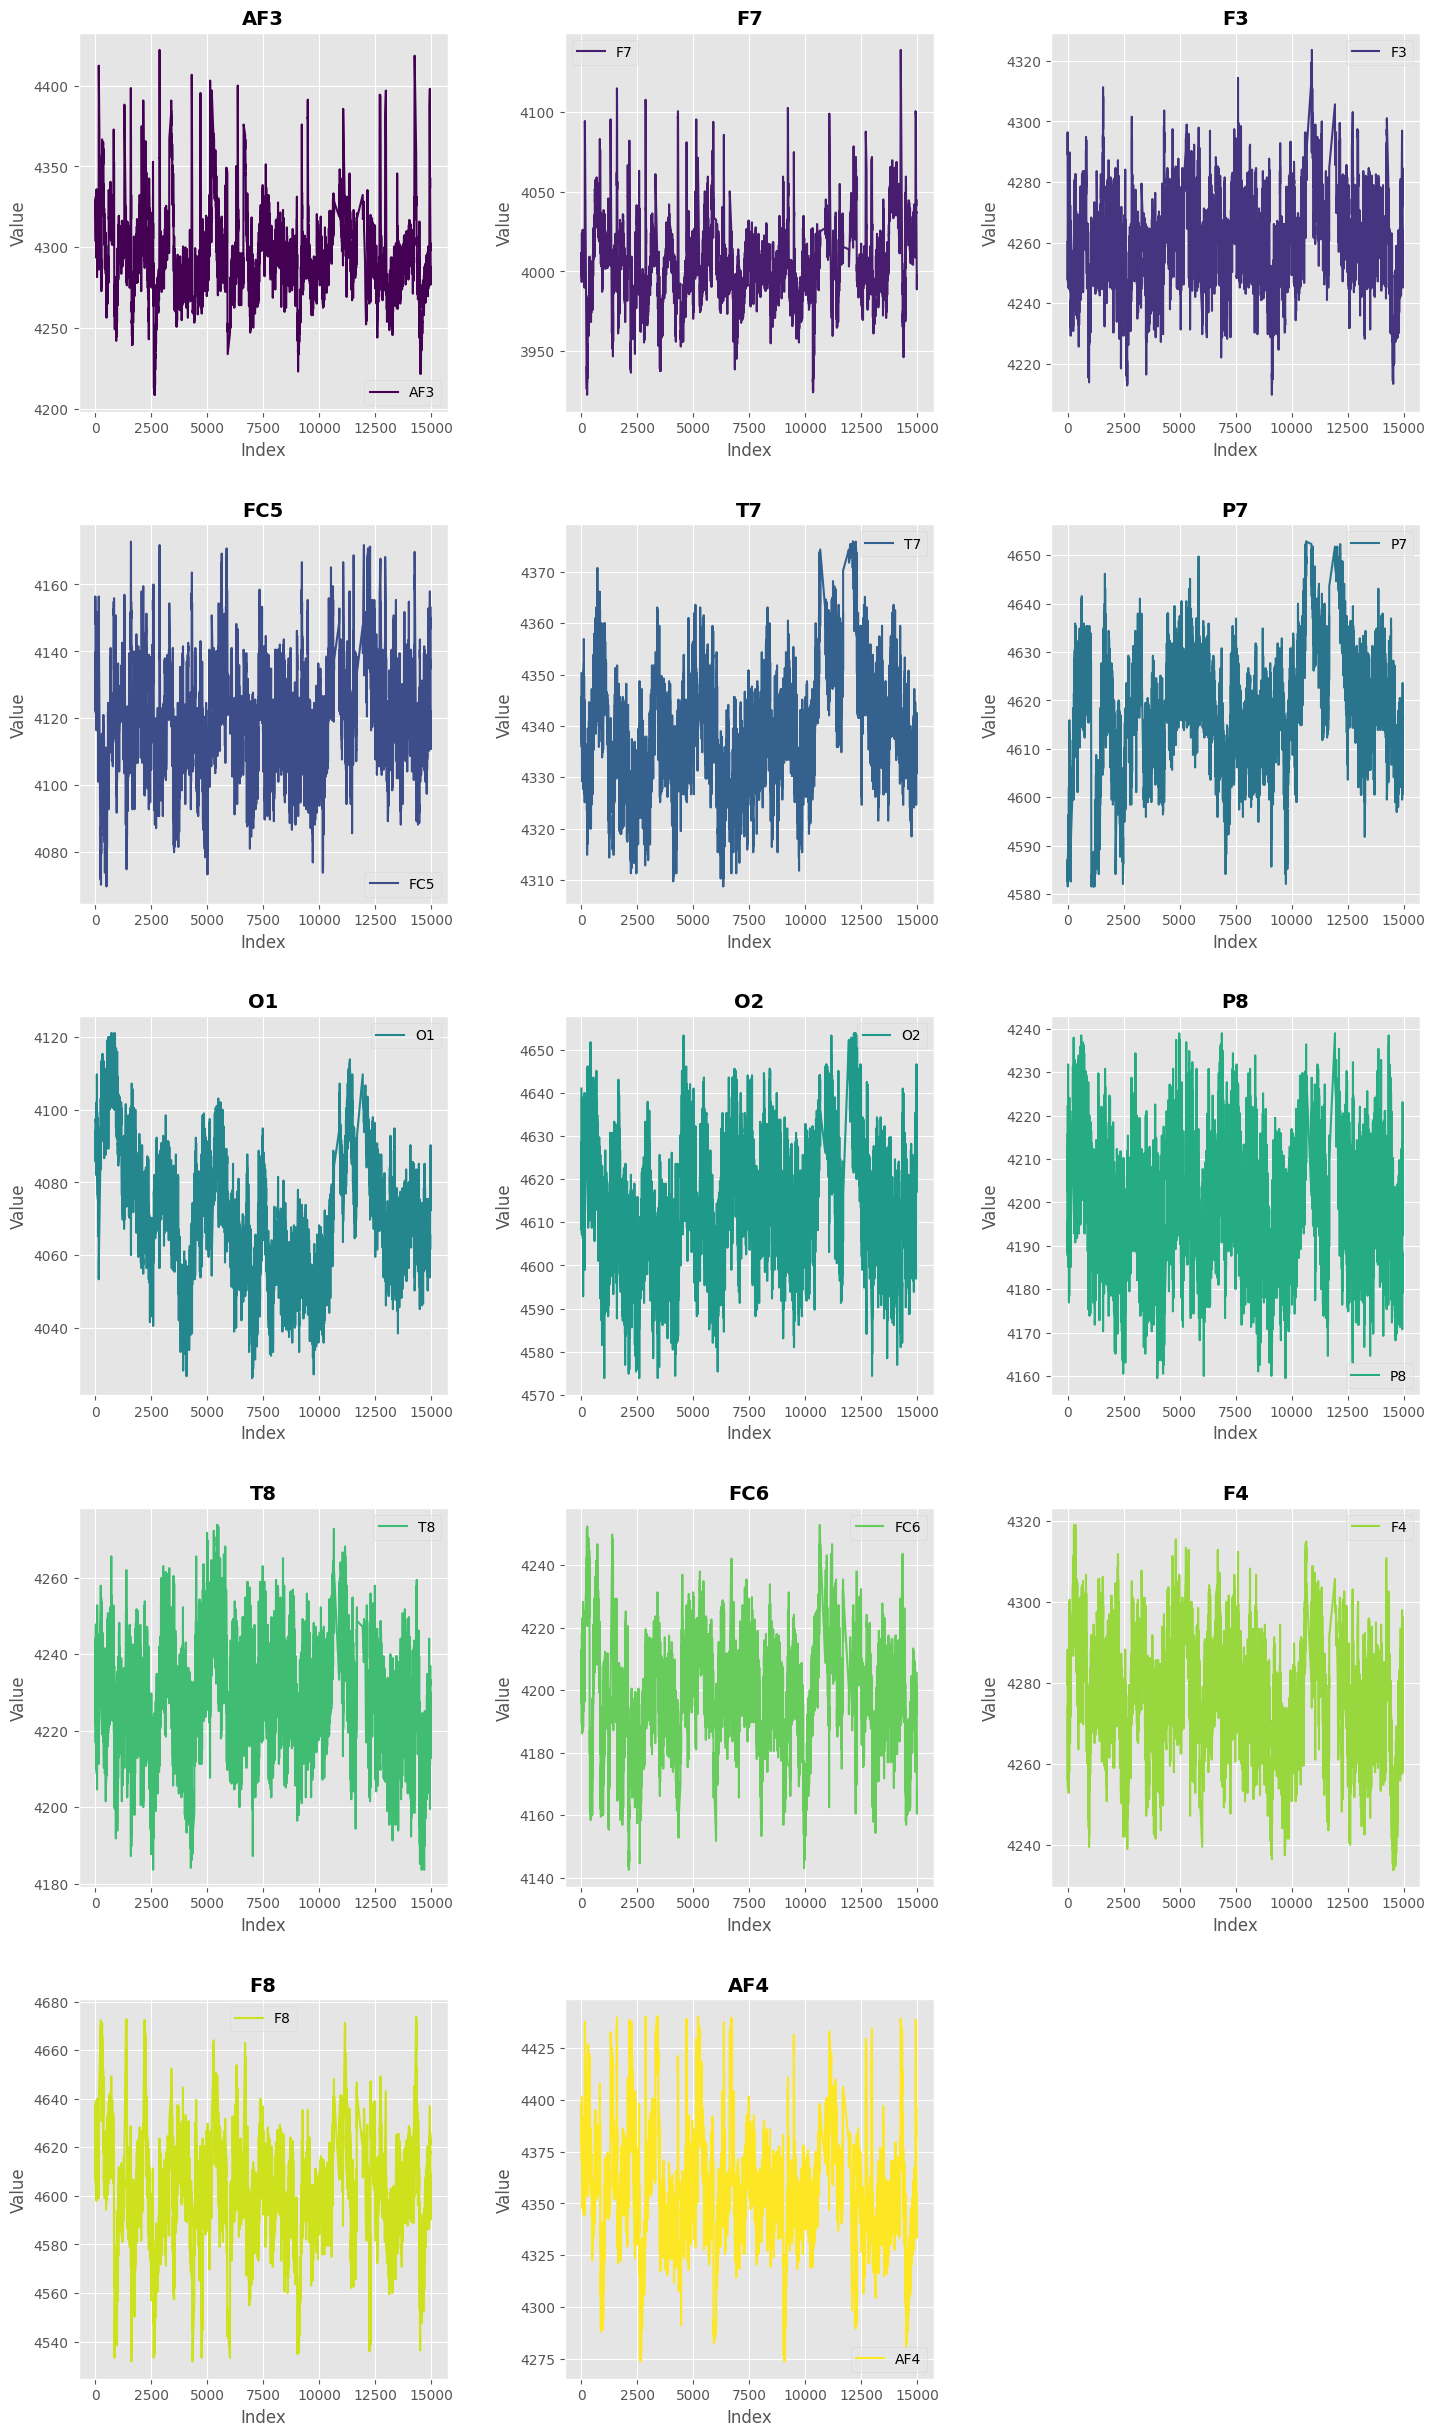 AF3 F7 F3
Value 4400 4350 4300 4250 4200 AF3
0 2500 5000 7500 10000 12500 15000
Index
Value 4100 4050 4000 3950 F7
0 2500 5000 7500 10000 12500 15000
Index
Value 4320 4300 4280 4260 4240 4220 F3
0 2500 5000 7500 10000 12500 15000
Index
FC5 T7 P7
Value 4160 4140 4120 4100 4080 FC5
0 2500 5000 7500 10000 12500 15000
Index
Value 4370 4360 4350 4340 4330 4320 4310 T7
0 2500 5000 7500 10000 12500 15000
Index
Value 4650 4640 4630 4620 4610 4600 4590 4580 P7
0 2500 5000 7500 10000 12500 15000
Index
O1 O2 P8
Value 4120 4100 4080 4060 4040 O1
0 2500 5000 7500 10000 12500 15000
Index
Value 4650 4640 4630 4620 4610 4600 4590 4580 4570 O2
0 2500 5000 7500 10000 12500 15000
Index
Value 4240 4230 4220 4210 4200 4190 4180 4170 4160 P8
0 2500 5000 7500 10000 12500 15000
Index
T8 FC6 F4
Value 4260 4240 4220 4200 4180 T8
0 2500 5000 7500 10000 12500 15000
Index
Value 4240 4220 4200 4180 4160 4140 FC6
0 2500 5000 7500 10000 12500 15000
Index
Value 4320 4300 4280 4260 4240 F4
0 2500 5000 7500 10000 12500 15000
Index
F8 AF4
Value 4680 4660 4640 4620 4600 4580 4560 4540 F8
0 2500 5000 7500 10000 12500 15000
Index
Value 4425 4400 4375 4350 4325 4300 4275 AF4
0 2500 5000 7500 10000 12500 15000
Index